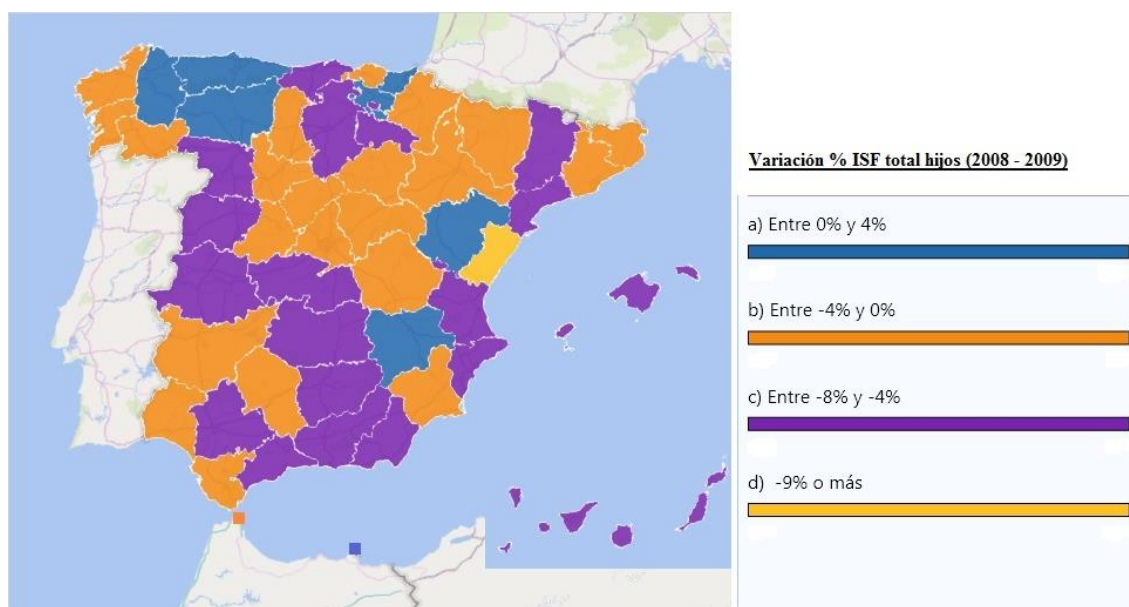 Variación % ISF total hijos (2008 - 2009)
a) Entre 0% y 4%
b) Entre -4% y 0%
c) Entre -8% y -4%
d) -9% o más